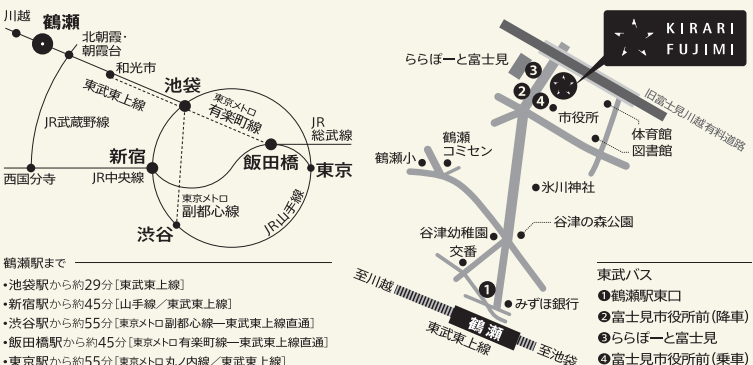 川越
鶴瀬
北朝霞・
朝霞台
和光市
東武東上線
池袋
東京メトロ
有楽町線
JR
総武線
JR武蔵野線
新宿
飯田橋
東京
西国分寺
JR中央線
東京メトロ
副都心線
JR山手線
渋谷
鶴瀬駅まで
•池袋駅から約29分[東武東上線]
•新宿駅から約45分[山手線/東武東上線]
•渋谷駅から約55分[東京メトロ副都心線―東武東上線直通]
•飯田橋駅から約45分[東京メトロ有楽町線―東武東上線直通]
•東京駅から約55分[東京メトロ丸ノ内線/東武東上線]
KIRARI
FUJIMI
ららぽーと富士見
❸
❷
❹
市役所
旧富士見川越有料道路
体育館
図書館
鶴瀬
コミセン
鶴瀬小
氷川神社
谷津の森公園
谷津幼稚園
交番
❶
みずほ銀行
至川越
鶴瀬
東武東上線
至池袋
東武バス
❶鶴瀬駅東口
❷富士見市役所前(降車)
❸ららぽーと富士見
❹富士見市役所前(乗車)